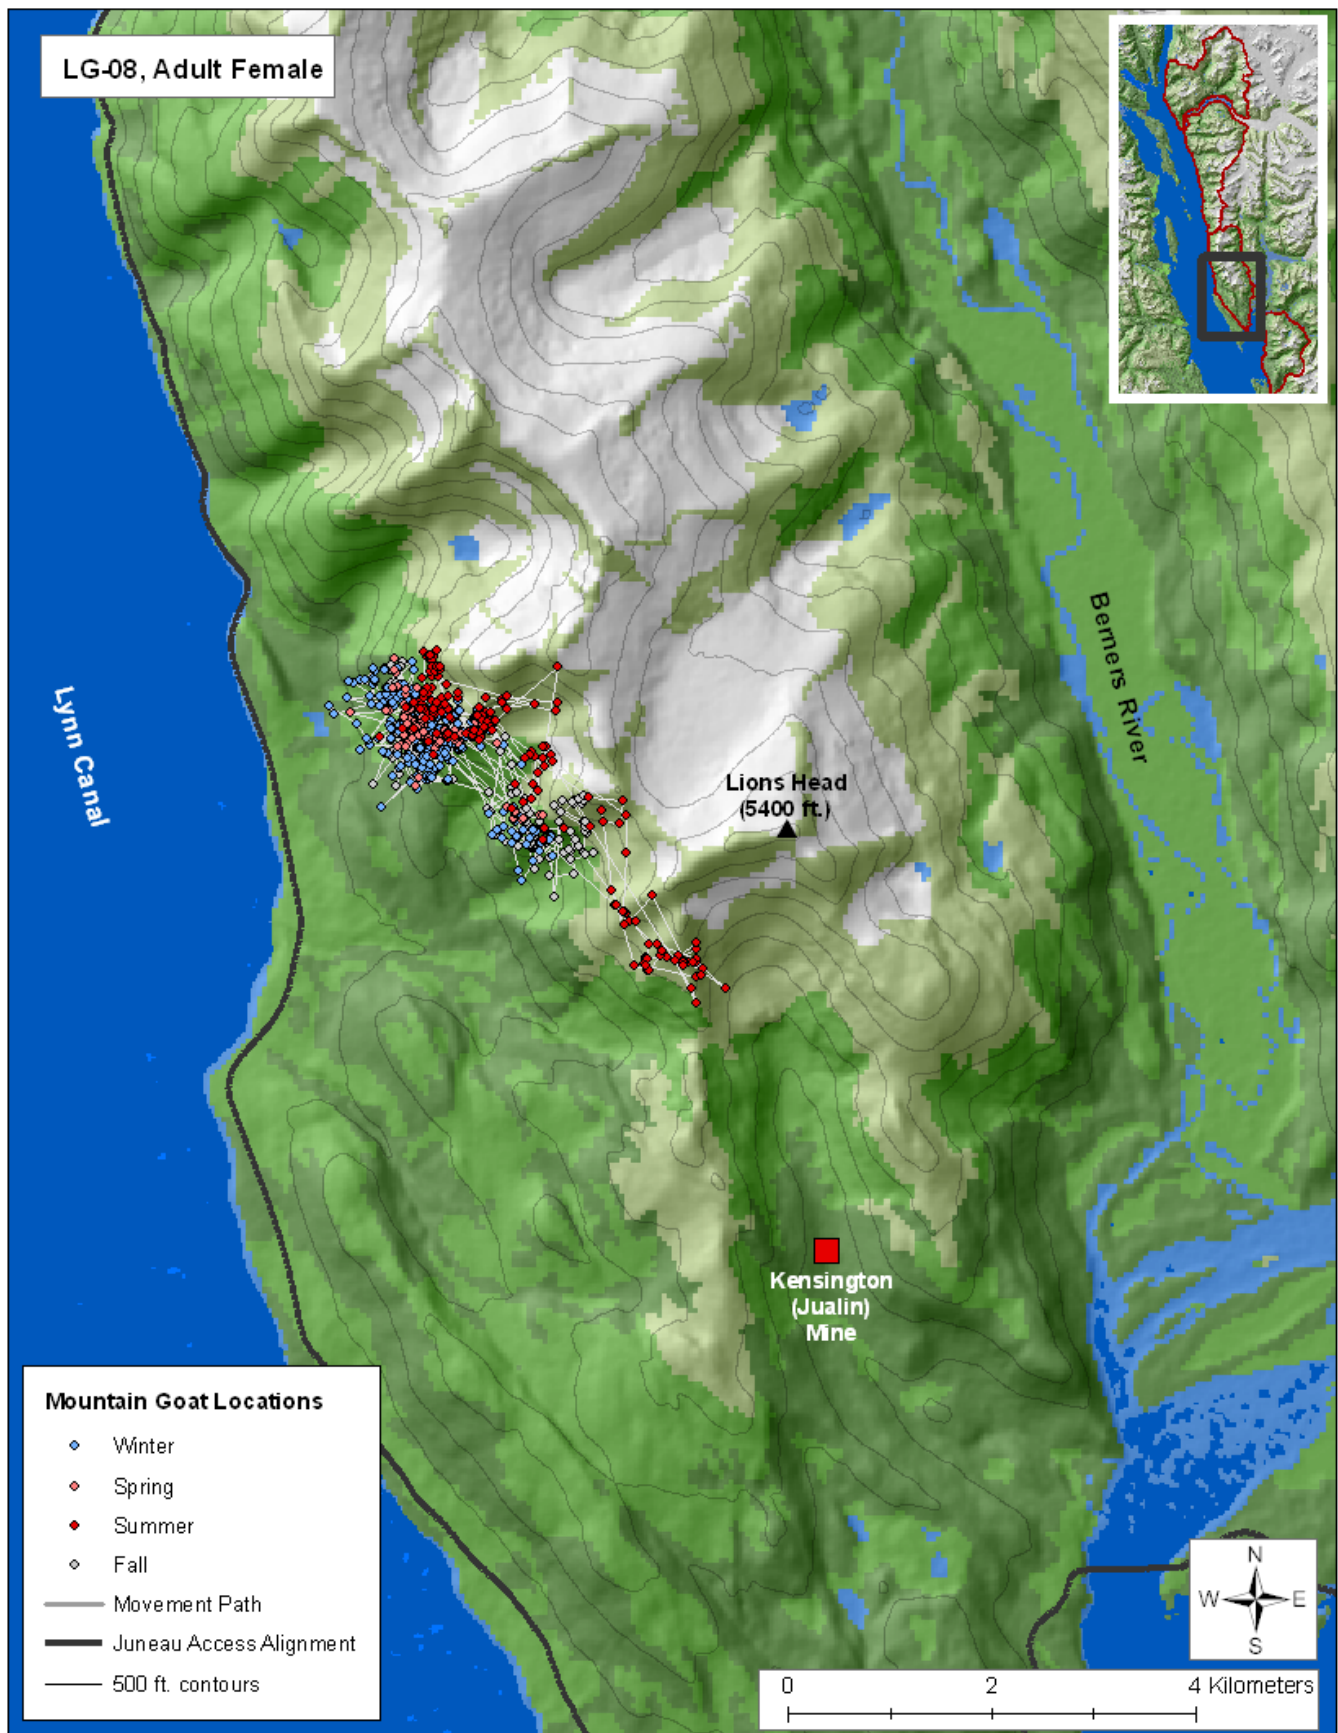 LG-08, Adult Female
Lynn Canal
Berners River
Lions Head
(5400 ft.)
Kensington
(Jualin)
Mine
Mountain Goat Locations
Winter
Spring
Summer
Fall
Movement Path
Juneau Access Alignment
500 ft. contours
N
W E
S
0 2 4 Kilometers